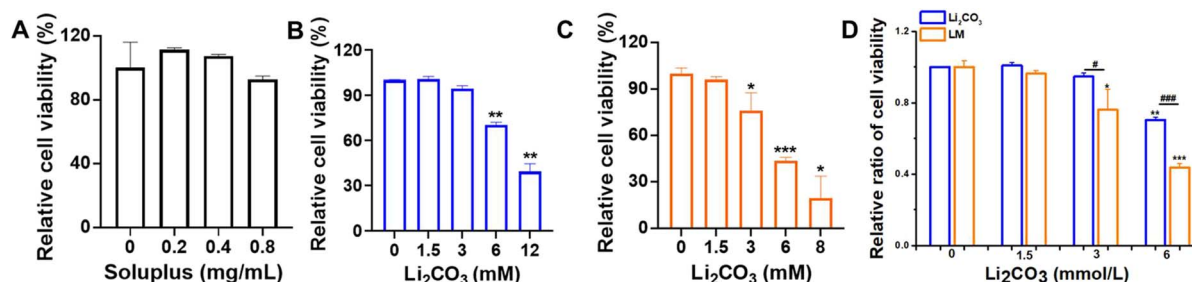 A
Relative cell viability (%)
120
80
40
0
0 0.2 0.4 0.8
Soluplus (mg/mL)
B
Relative cell viability (%)
120
90
60
30
0
**
**
0 1.5 3 6 12
Li₂CO₃ (mM)
C
Relative cell viability (%)
120
90
60
30
0
*
***
*
0 1.5 3 6 8
Li₂CO₃ (mM)
D
Li₂CO₃
LM
Relative ratio of cell viability
1.2
0.8
0.4
0.0
#
*
###
**
***
0 1.5 3 6
Li₂CO₃ (mmol/L)